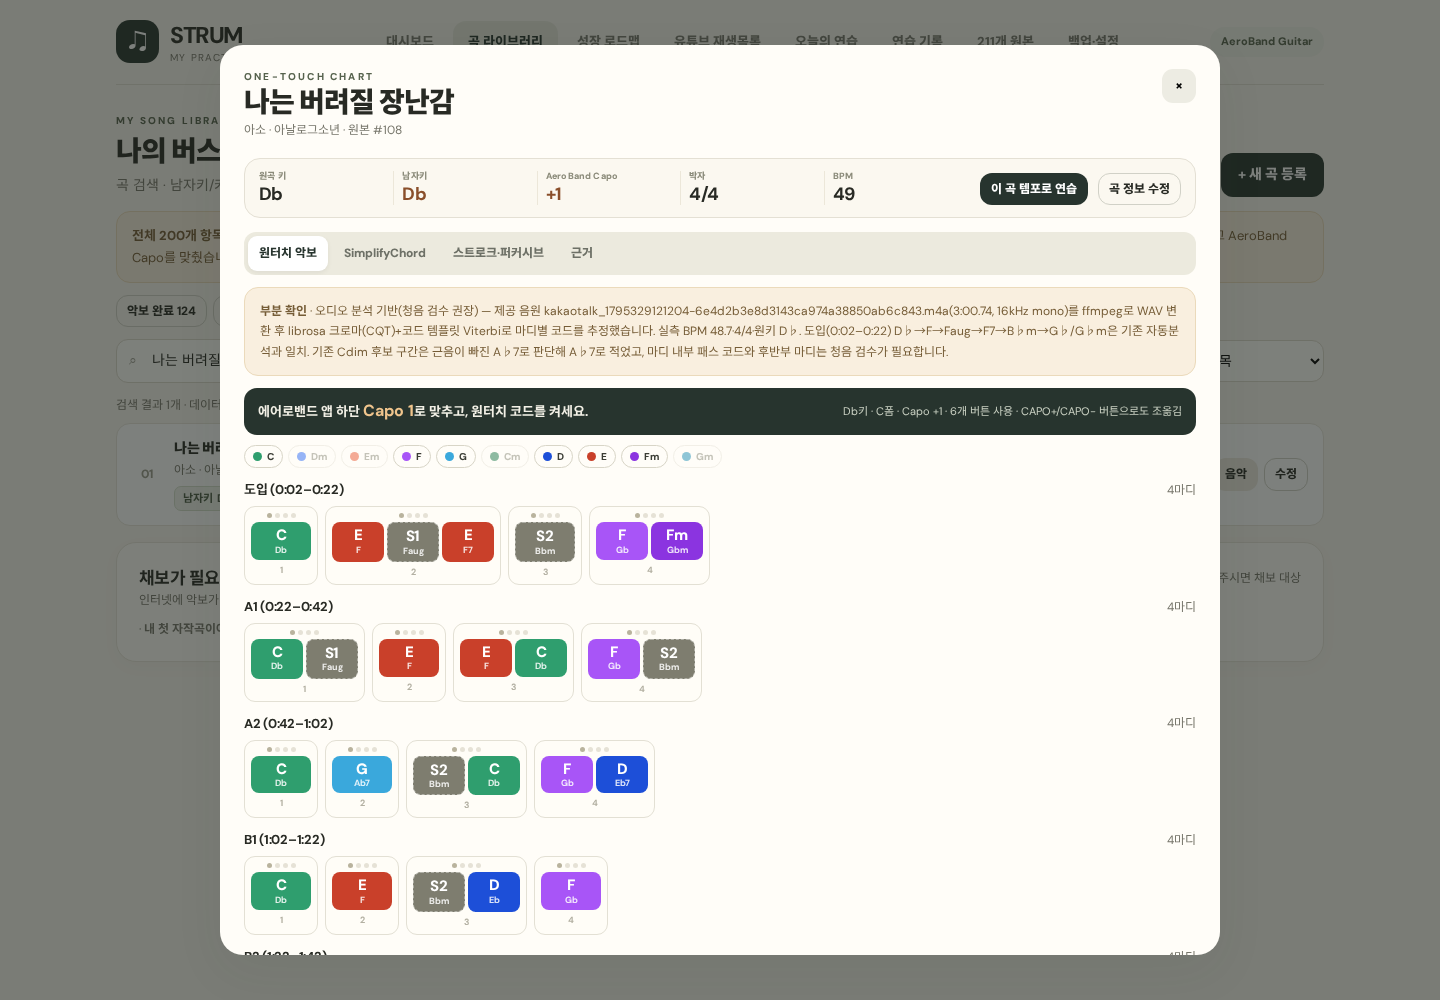 STRUM
MY PRAC
대시보드
곡 라이브러리
성장 로드맵
유튜브 재생목록
오늘의 연습
연습 기록
211개 원본
백업·설정
AeroBand Guitar
MY SONG LIBRA
나의 버스
곡 검색 · 남자키/
+ 새 곡 등록
전체 200개 항목
AeroBand
Capo를 맞췄습
악보 완료 124
나는 버려질
목
검색 결과 1개 · 데이터
01
나는 버려
아소 · 아날
남자키
음악
수정
채보가 필요
인터넷에 악보가
주시면 채보 대상
· 내 첫 자작곡이
ONE-TOUCH CHART
나는 버려질 장난감
아소 · 아날로그소년 · 원본 #108
×
원곡 키
남자키
AeroBand Capo
박자
BPM
Db
Db
+1
4/4
49
이 곡 템포로 연습
곡 정보 수정
원터치 악보
SimplifyChord
스트로크·퍼커시브
근거
부분 확인 · 오디오 분석 기반(청음 검수 권장) — 제공 음원 kakaotalk_1795329121204-6e4d2b3e8d3143ca974a38850ab6c843.m4a(3:00.74, 16kHz mono)를 ffmpeg로 WAV 변
환 후 librosa 크로마(CQT)+코드 템플릿 Viterbi로 마디별 코드를 추정했습니다. 실측 BPM 48.7·4/4·원키 D♭. 도입(0:02–0:22) D♭→F→Faug→F7→B♭m→G♭/G♭m은 기존 자동분
석과 일치. 기존 Cdim 후보 구간은 근음이 빠진 A♭7로 판단해 A♭7로 적었고, 마디 내부 패스 코드와 후반부 마디는 청음 검수가 필요합니다.
에어로밴드 앱 하단 Capo 1로 맞추고, 원터치 코드를 켜세요.
Db키 · C폼 · Capo +1 · 6개 버튼 사용 · CAPO+/CAPO− 버튼으로도 조옮김
C
Dm
Em
F
G
Cm
D
E
Fm
Gm
도입 (0:02–0:22)
4마디
C
E
S1
E
S2
F
Fm
Db
F
Faug
F7
Bbm
Gb
Gbm
1
2
3
4
A1 (0:22–0:42)
4마디
C
S1
E
E
C
F
S2
Db
Faug
F
F
Db
Gb
Bbm
1
2
3
4
A2 (0:42–1:02)
4마디
C
G
S2
C
F
D
Db
Ab7
Bbm
Db
Gb
Eb7
1
2
3
4
B1 (1:02–1:22)
4마디
C
E
S2
D
F
Db
F
Bbm
Eb
Gb
1
2
3
4